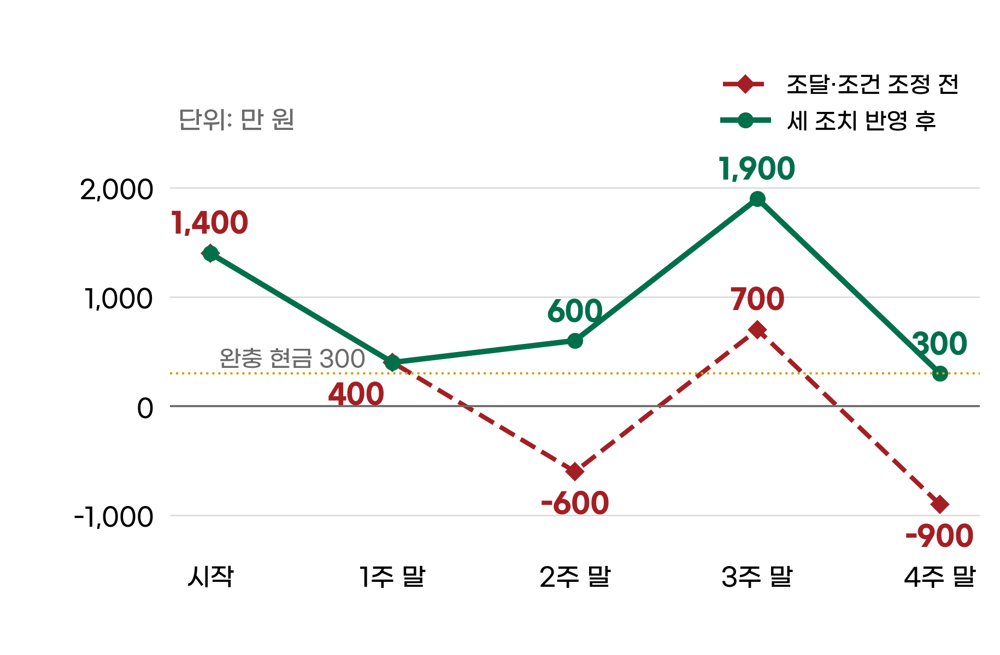 조달·조건 조정 전
세 조치 반영 후
단위: 만 원
2,000
1,000
0
-1,000
1,400
400
-600
700
-900
600
1,900
300
완충 현금 300
시작
1주 말
2주 말
3주 말
4주 말